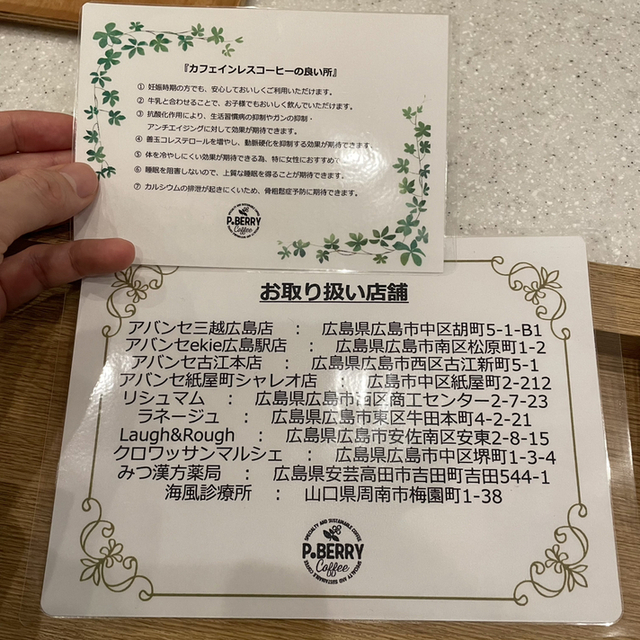 『カフェインレスコーヒーの良い所』
① 妊娠時期の方でも、安心しておいしくご利用いただけます。
② 牛乳と合わせることで、お子様でもおいしく飲んでいただけます。
③ 抗酸化作用により、生活習慣病の抑制やガンの抑制・
アンチエイジングに対して効果が期待できます。
④ 善玉コレステロールを増やし、動脈硬化を抑制する効果が期待できます。
⑤ 体を冷やしにくい効果が期待できる為、特に女性におすすめで
⑥ 睡眠を阻害しないので、上質な睡眠を得ることが期待できます。
⑦ カルシウムの排泄が起きにくいため、骨粗鬆症予防に期待できます。
P.BERRY
Coffee
お取り扱い店舗
アバンセ三越広島店 : 広島県広島市中区胡町5-1-B1
アバンセekie広島駅店 : 広島県広島市南区松原町1-2
アバンセ古江本店 : 広島県広島市西区古江新町5-1
アバンセ紙屋町シャレオ店 : 広島市中区紙屋町2-212
リシュマム : 広島県広島市西区商工センター2-7-23
ラネージュ : 広島県広島市東区牛田本町4-2-21
Laugh&Rough : 広島県広島市安佐南区安東2-8-15
クロワッサンマルシェ : 広島県広島市中区堺町1-3-4
みつ漢方薬局 : 広島県安芸高田市吉田町吉田544-1
海風診療所 : 山口県周南市梅園町1-38
SPECIALTY AND SUSTAINABLE COFFEE
P.BERRY
Coffee
SPECIALTY AND SUSTAINABLE COFFEE